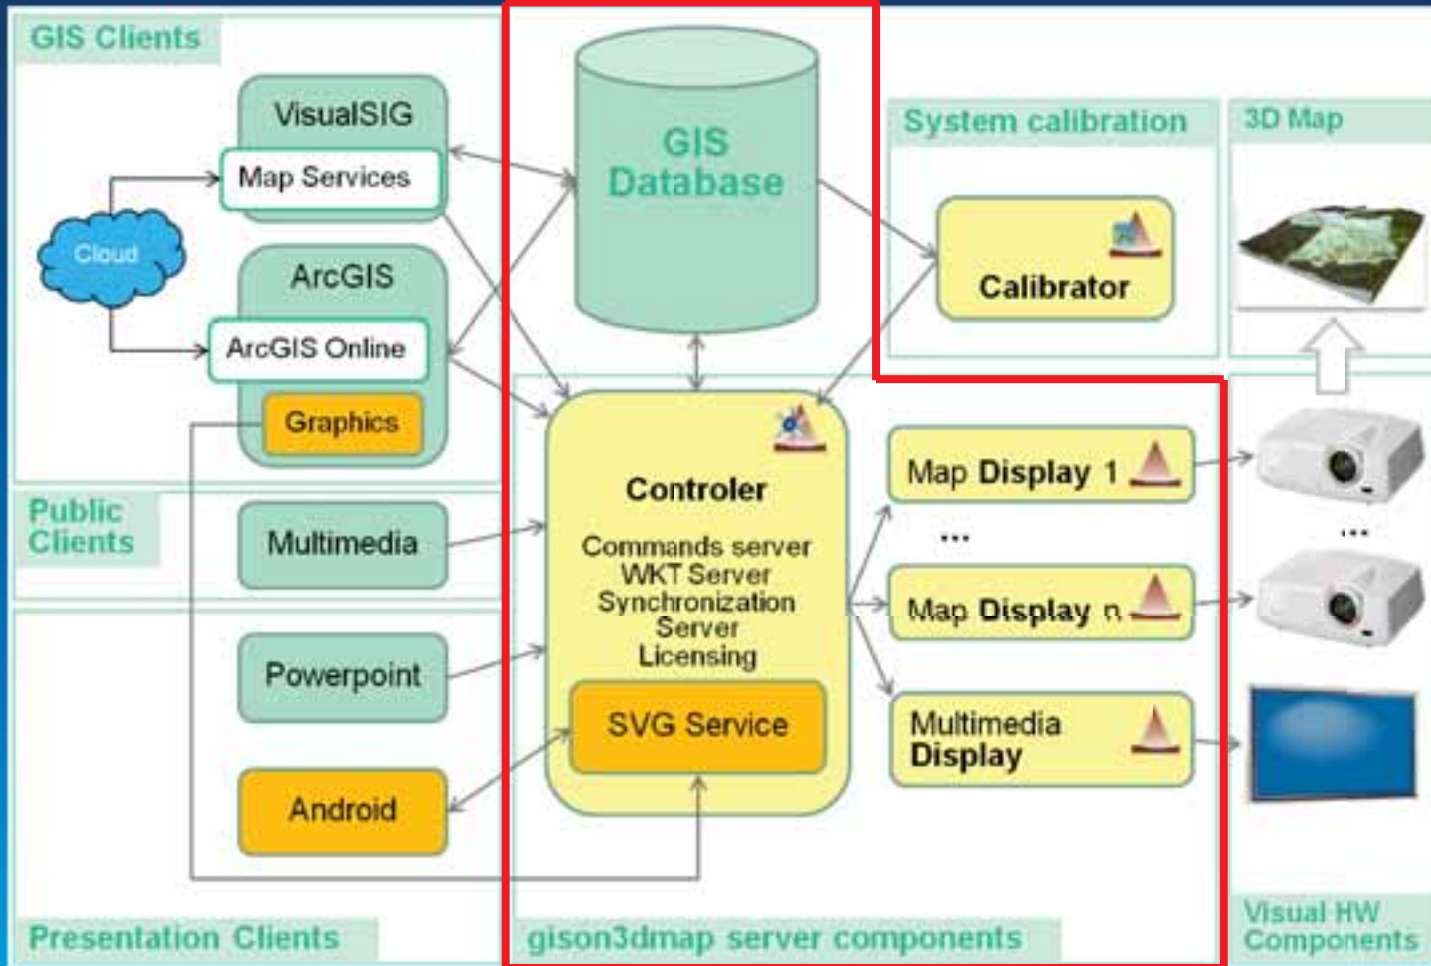 GIS Clients
VisualSIG
Map Services
Cloud
ArcGIS
ArcGIS Online
Graphics
GIS
Database
System calibration
Calibrator
3D Map
Public
Clients
Multimedia
Powerpoint
Android
Presentation Clients
Controler
Commands server
WKT Server
Synchronization
Server
Licensing
SVG Service
gison3dmap server components
Map Display 1
...
Map Display n
Multimedia
Display
...
Visual HW
Components